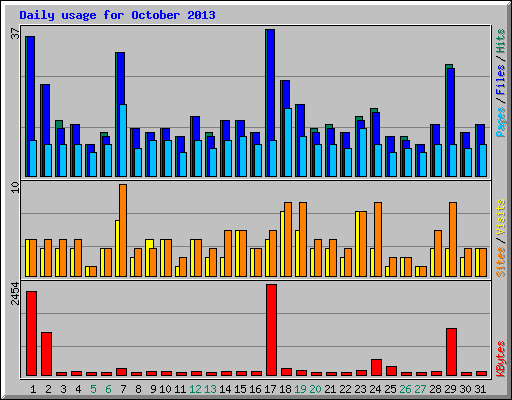 Daily usage for October 2013
37
Pages / Files / Hits
10
Sites / Visits
2454
KBytes
1 2 3 4 5 6 7 8 9 10 11 12 13 14 15 16 17 18 19 20 21 22 23 24 25 26 27 28 29 30 31